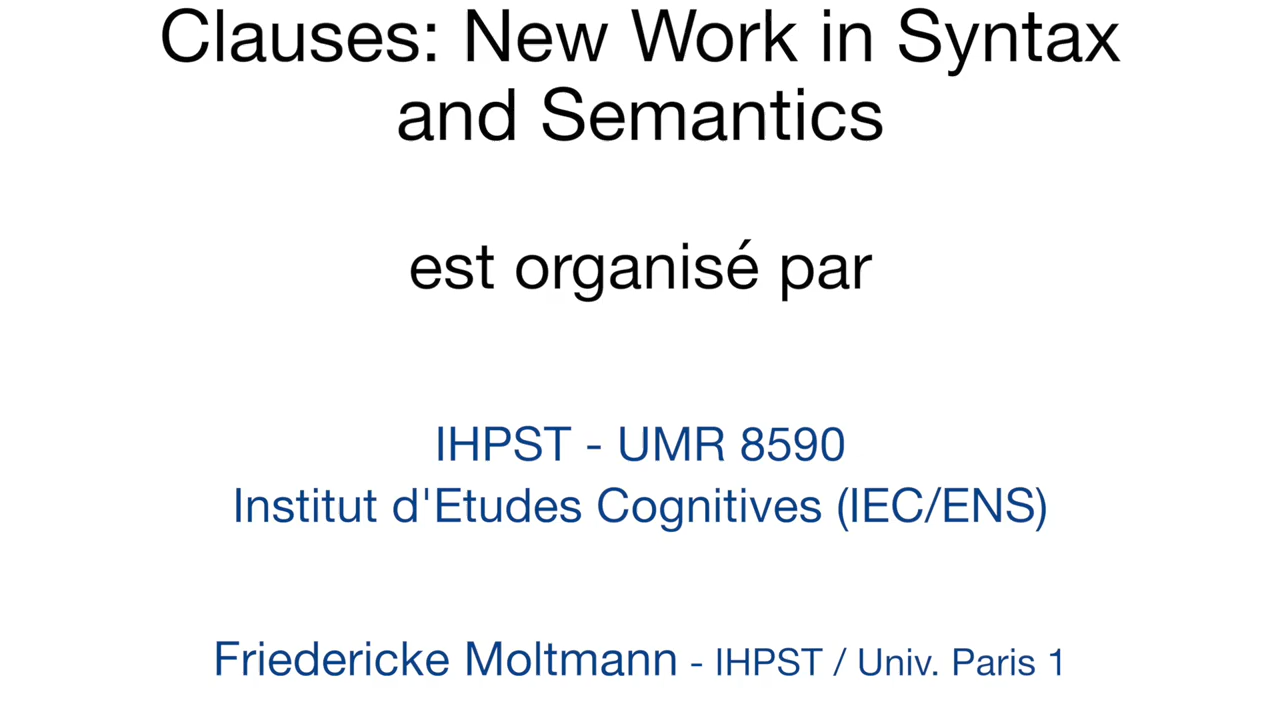 Clauses: New Work in Syntax
and Semantics
est organisé par
IHPST - UMR 8590
Institut d'Etudes Cognitives (IEC/ENS)
Friedericke Moltmann - IHPST / Univ. Paris 1